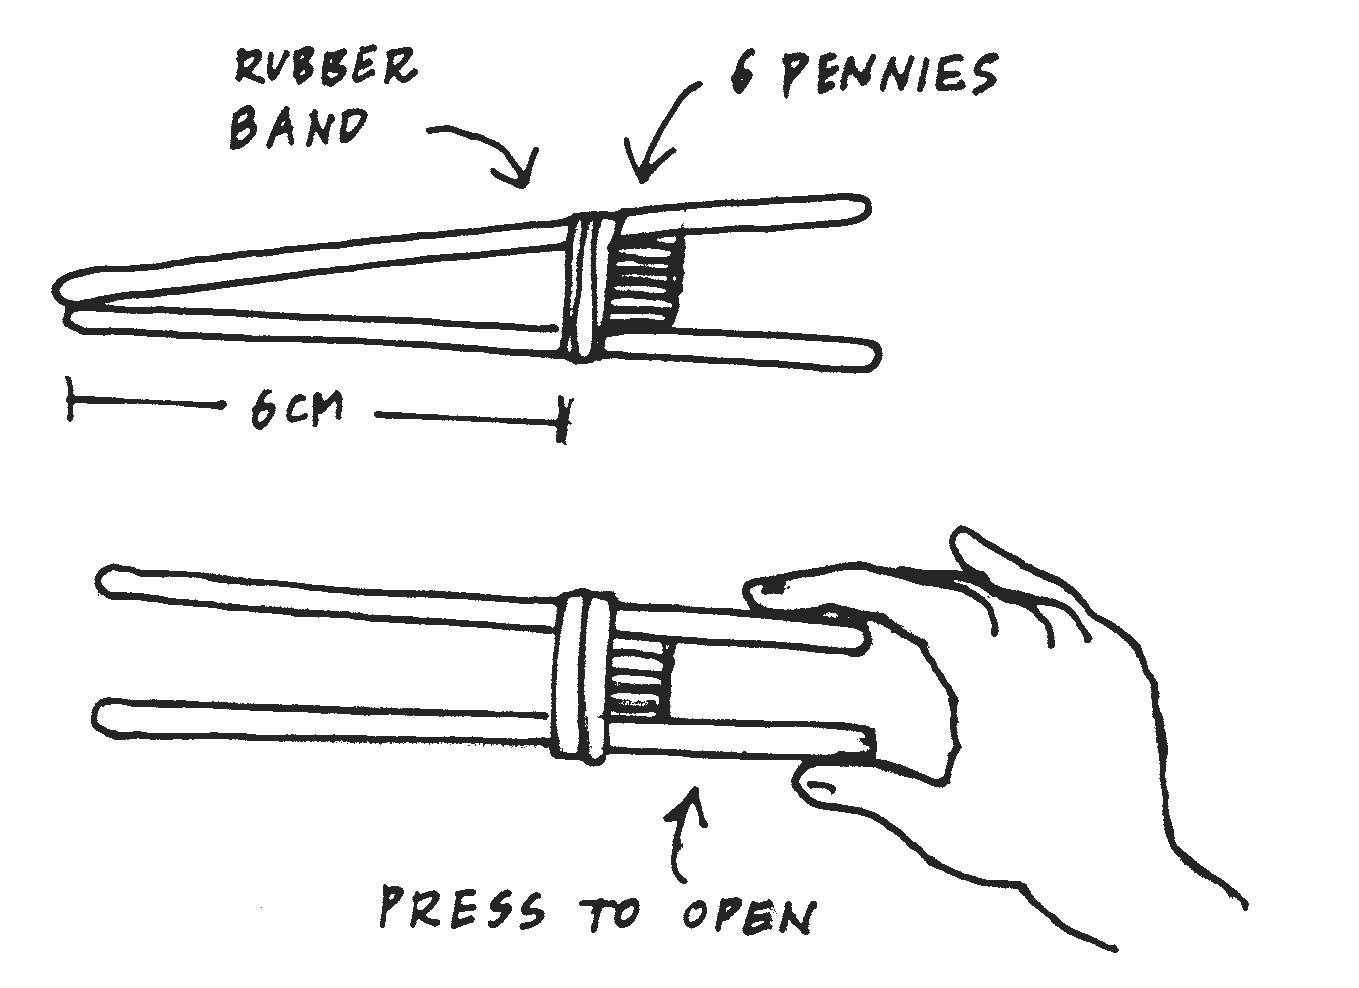 RUBBER
BAND
6 PENNIES
6CM
PRESS TO OPEN